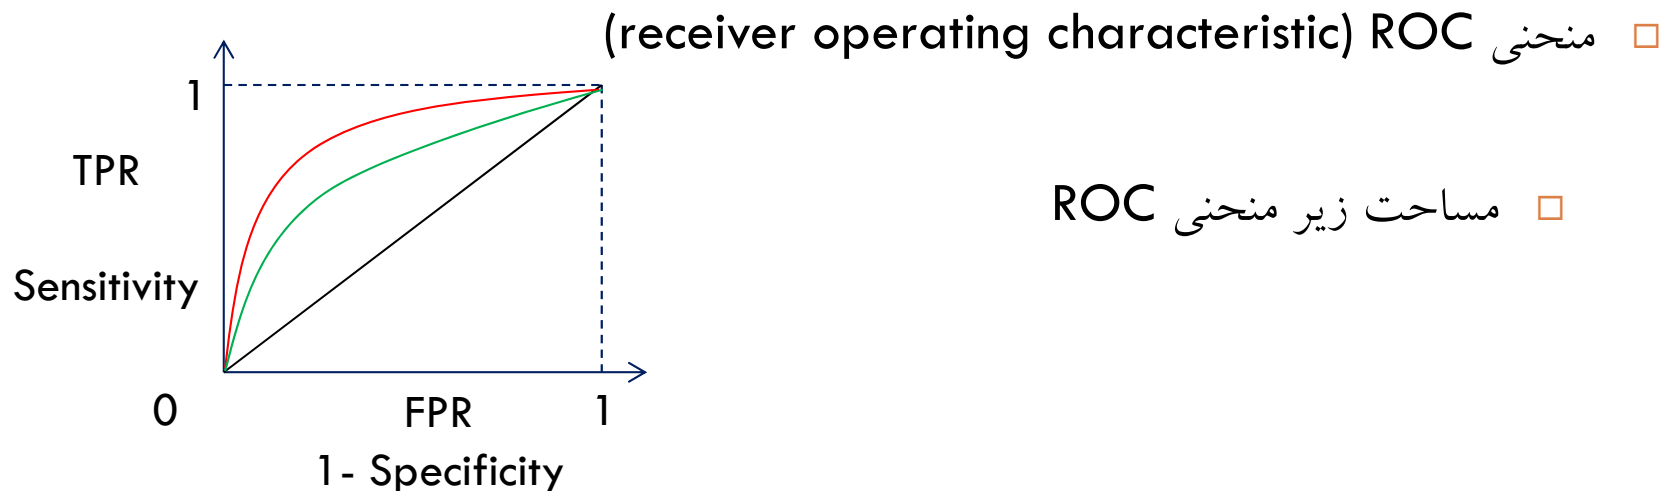 منحنی ROC (receiver operating characteristic)
مساحت زیر منحنی ROC
1
TPR
Sensitivity
0
FPR
1
1- Specificity